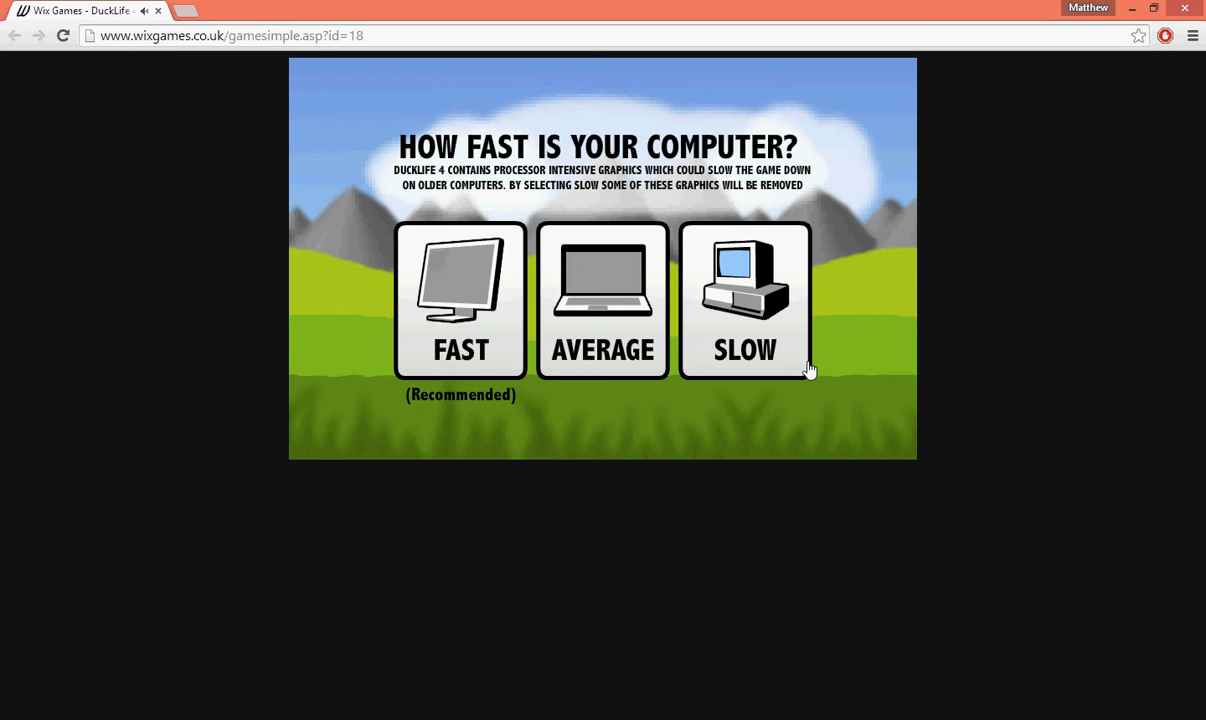 Wix Games - DuckLife
Matthew
www.wixgames.co.uk/gamesimple.asp?id=18
HOW FAST IS YOUR COMPUTER?
DUCKLIFE 4 CONTAINS PROCESSOR INTENSIVE GRAPHICS WHICH COULD SLOW THE GAME DOWN
ON OLDER COMPUTERS. BY SELECTING SLOW SOME OF THESE GRAPHICS WILL BE REMOVED
FAST AVERAGE SLOW
(Recommended)